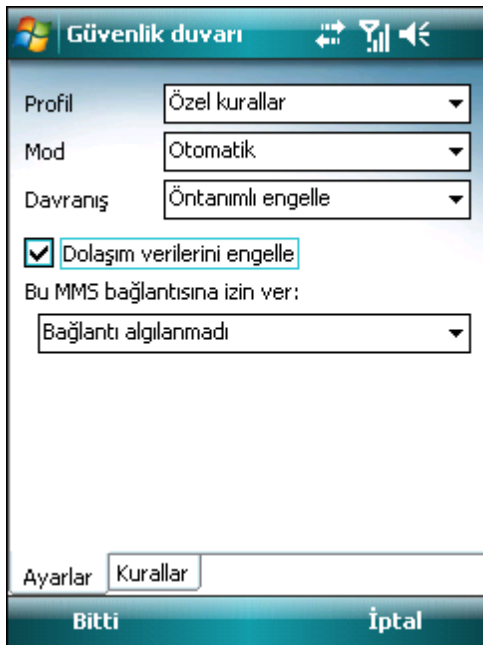 Güvenlik duvarı
Profil Özel kurallar
Mod Otomatik
Davranış Öntanımlı engelle
Dolaşım verilerini engelle
Bu MMS bağlantısına izin ver:
Bağlantı algılanmadı
Ayarlar Kurallar
Bitti İptal